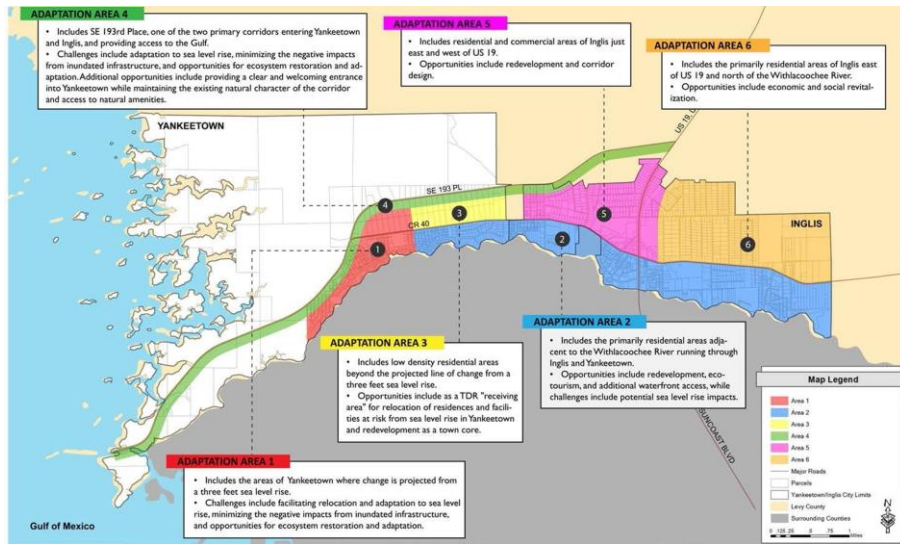 ADAPTATION AREA 4
• Includes SE 193rd Place, one of the two primary corridors entering Yankeetown
and Inglis, and providing access to the Gulf.
• Challenges include adaptation to sea level rise, minimizing the negative impacts
from inundated infrastructure, and opportunities for ecosystem restoration and ad-
aptation. Additional opportunities include providing a clear and welcoming entrance
into Yankeetown while maintaining the existing natural character of the corridor
and access to natural amenities.
ADAPTATION AREA 5
• Includes residential and commercial areas of Inglis just
east and west of US 19.
• Opportunities include redevelopment and corridor
design.
ADAPTATION AREA 6
• Includes the primarily residential areas of Inglis east
of US 19 and north of the Withlacoochee River.
• Opportunities include economic and social revital-
ization.
YANKEETOWN
US 19,
SE 193 PL
CR 40
4
3
5
2
1
6
INGLIS
ADAPTATION AREA 3
• Includes low density residential areas
beyond the projected line of change from a
three feet sea level rise.
• Opportunities include as a TDR "receiving
area" for relocation of residences and facili-
ties at risk from sea level rise in Yankeetown
and redevelopment as a town core.
ADAPTATION AREA 2
• Includes the primarily residential areas adja-
cent to the Withlacoochee River running through
Inglis and Yankeetown.
• Opportunities include redevelopment, eco-
tourism, and additional waterfront access, while
challenges include potential sea level rise impacts.
SUNCOAST BLVD
ADAPTATION AREA 1
• Includes the areas of Yankeetown where change is projected from
a three feet sea level rise.
• Challenges include facilitating relocation and adaptation to sea level
rise, minimizing the negative impacts from inundated infrastructure,
and opportunities for ecosystem restoration and adaptation.
Gulf of Mexico
Map Legend
Area 1
Area 2
Area 3
Area 4
Area 5
Area 6
Major Roads
Parcels
Yankeetown/Inglis City Limits
Levy County
Surrounding Counties
Miles
N